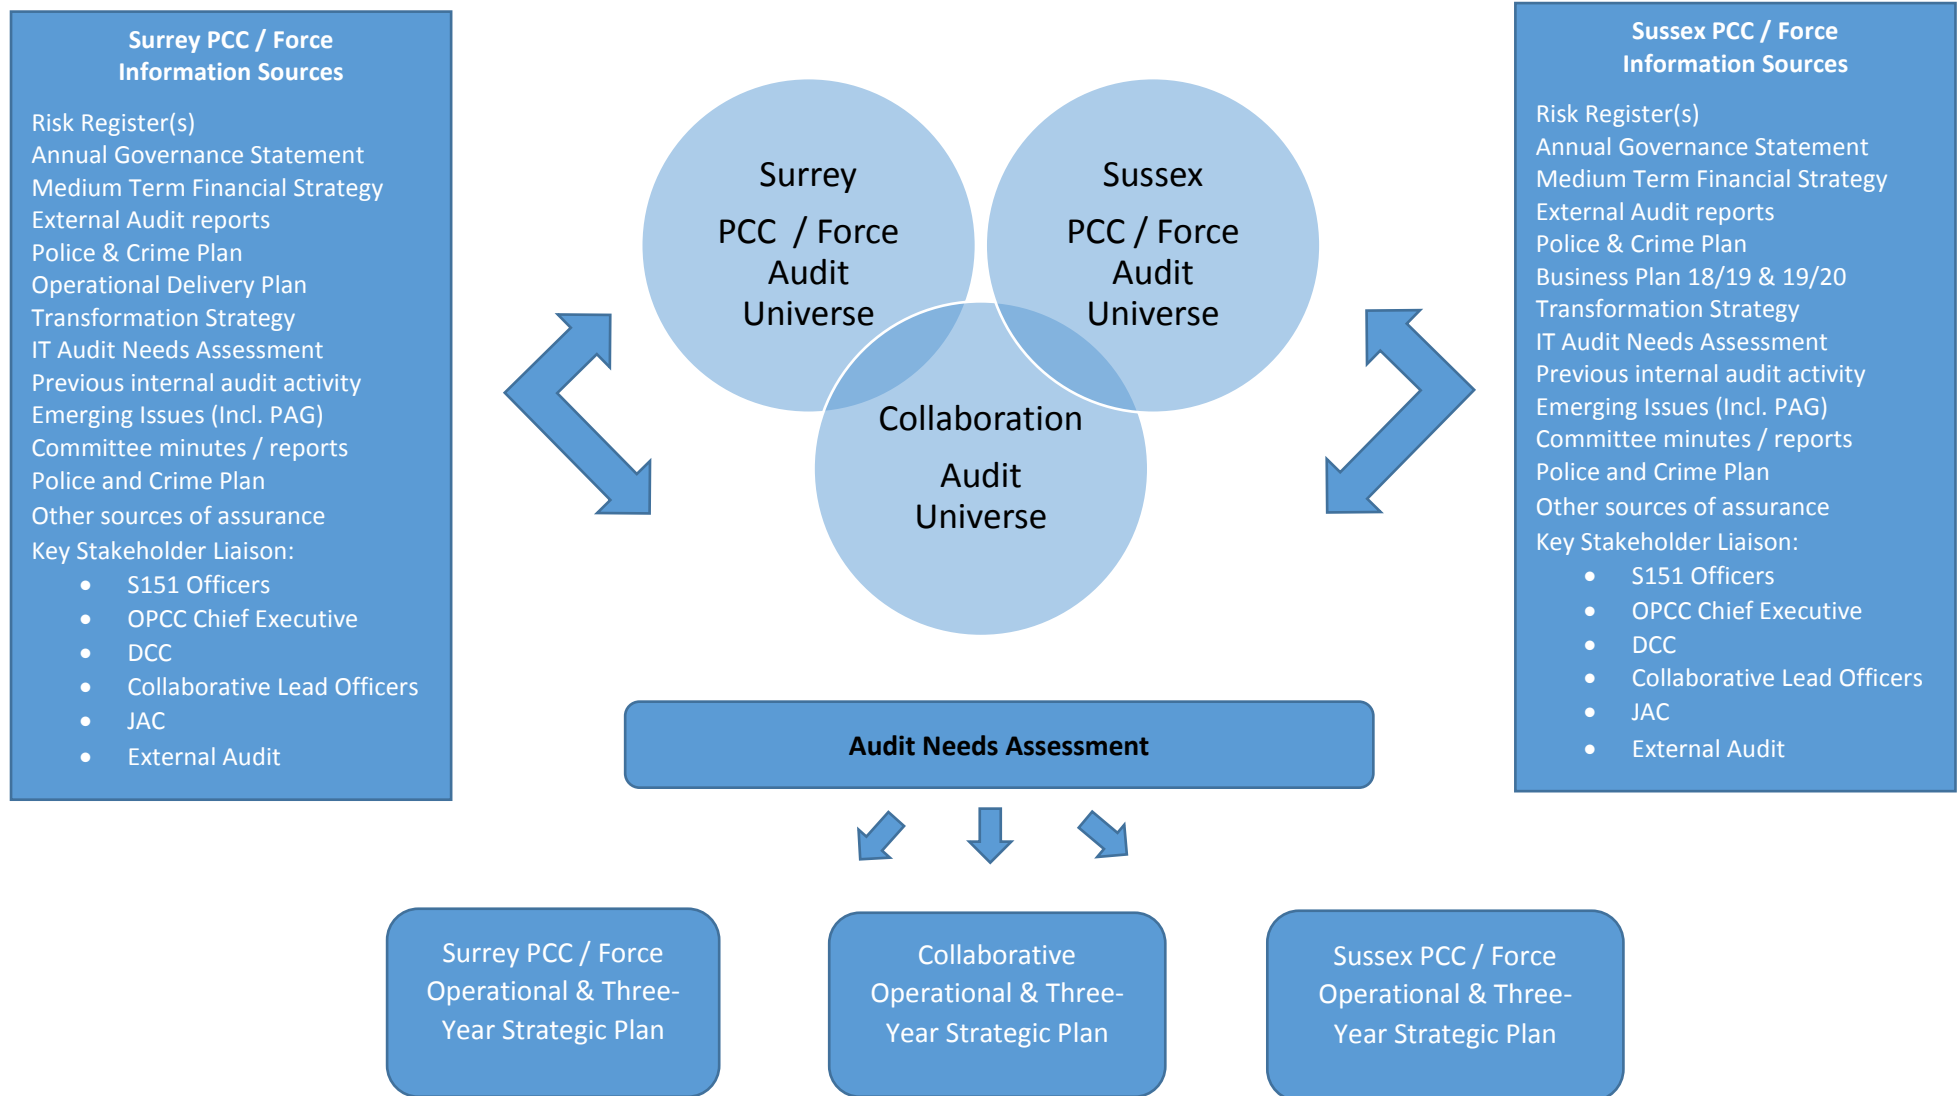 Surrey PCC / Force
Information Sources
Risk Register(s)
Annual Governance Statement
Medium Term Financial Strategy
External Audit reports
Police & Crime Plan
Operational Delivery Plan
Transformation Strategy
IT Audit Needs Assessment
Previous internal audit activity
Emerging Issues (Incl. PAG)
Committee minutes / reports
Police and Crime Plan
Other sources of assurance
Key Stakeholder Liaison:
• S151 Officers
• OPCC Chief Executive
• DCC
• Collaborative Lead Officers
• JAC
• External Audit
Surrey
PCC / Force
Audit
Universe
Sussex
PCC / Force
Audit
Universe
Collaboration
Audit
Universe
Sussex PCC / Force
Information Sources
Risk Register(s)
Annual Governance Statement
Medium Term Financial Strategy
External Audit reports
Police & Crime Plan
Business Plan 18/19 & 19/20
Transformation Strategy
IT Audit Needs Assessment
Previous internal audit activity
Emerging Issues (Incl. PAG)
Committee minutes / reports
Police and Crime Plan
Other sources of assurance
Key Stakeholder Liaison:
• S151 Officers
• OPCC Chief Executive
• DCC
• Collaborative Lead Officers
• JAC
• External Audit
Audit Needs Assessment
Surrey PCC / Force
Operational & Three-
Year Strategic Plan
Collaborative
Operational & Three-
Year Strategic Plan
Sussex PCC / Force
Operational & Three-
Year Strategic Plan